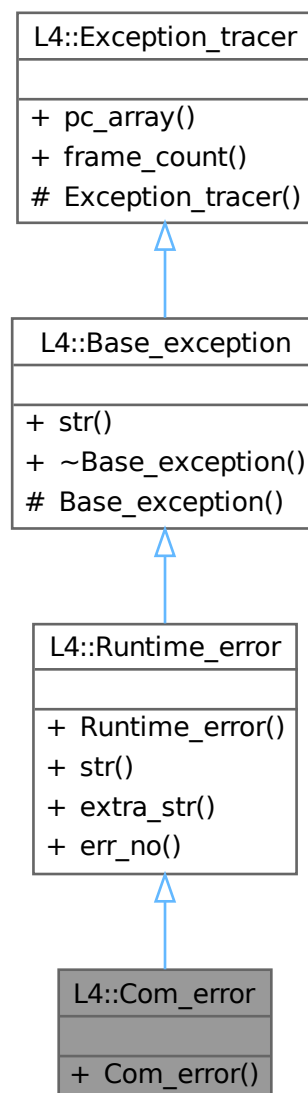 L4::Exception_tracer
+ pc_array()
+ frame_count()
# Exception_tracer()
L4::Base_exception
+ str()
+ ~Base_exception()
# Base_exception()
L4::Runtime_error
+ Runtime_error()
+ str()
+ extra_str()
+ err_no()
L4::Com_error
+ Com_error()